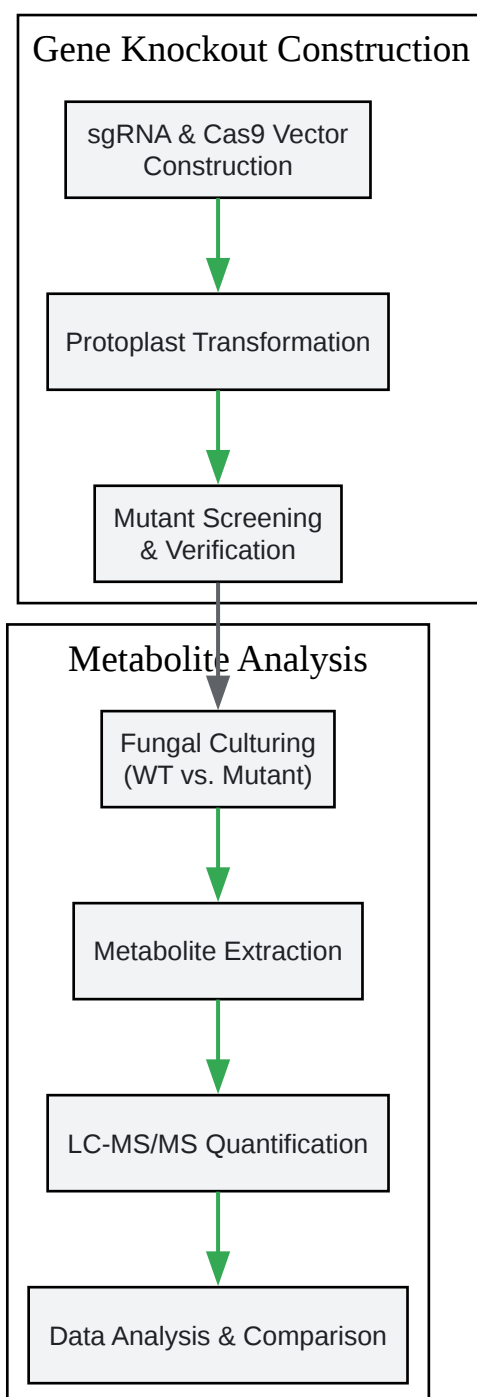 Gene Knockout Construction
sgRNA & Cas9 Vector
Construction
Protoplast Transformation
Mutant Screening
& Verification
Metabolite Analysis
Fungal Culturing
(WT vs. Mutant)
Metabolite Extraction
LC-MS/MS Quantification
Data Analysis & Comparison